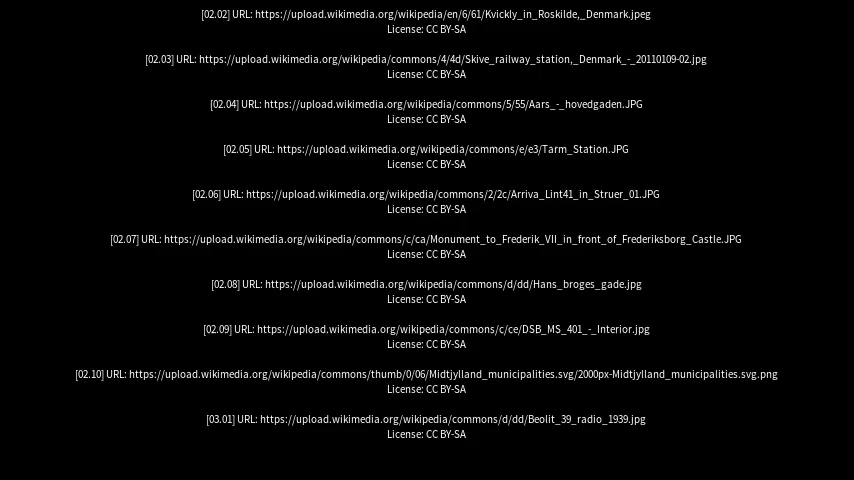 [02.02] URL: https://upload.wikimedia.org/wikipedia/en/6/61/Kvickly_in_Roskilde,_Denmark.jpeg
License: CC BY-SA
[02.03] URL: https://upload.wikimedia.org/wikipedia/commons/4/4d/Skive_railway_station,_Denmark_-_20110109-02.jpg
License: CC BY-SA
[02.04] URL: https://upload.wikimedia.org/wikipedia/commons/5/55/Aars_-_hovedgaden.JPG
License: CC BY-SA
[02.05] URL: https://upload.wikimedia.org/wikipedia/commons/e/e3/Tarm_Station.JPG
License: CC BY-SA
[02.06] URL: https://upload.wikimedia.org/wikipedia/commons/2/2c/Arriva_Lint41_in_Struer_01.JPG
License: CC BY-SA
[02.07] URL: https://upload.wikimedia.org/wikipedia/commons/c/ca/Monument_to_Frederik_VII_in_front_of_Frederiksborg_Castle.JPG
License: CC BY-SA
[02.08] URL: https://upload.wikimedia.org/wikipedia/commons/d/dd/Hans_broges_gade.jpg
License: CC BY-SA
[02.09] URL: https://upload.wikimedia.org/wikipedia/commons/c/ce/DSB_MS_401_-_Interior.jpg
License: CC BY-SA
[02.10] URL: https://upload.wikimedia.org/wikipedia/commons/thumb/0/06/Midtjylland_municipalities.svg/2000px-Midtjylland_municipalities.svg.png
License: CC BY-SA
[03.01] URL: https://upload.wikimedia.org/wikipedia/commons/d/dd/Beolit_39_radio_1939.jpg
License: CC BY-SA